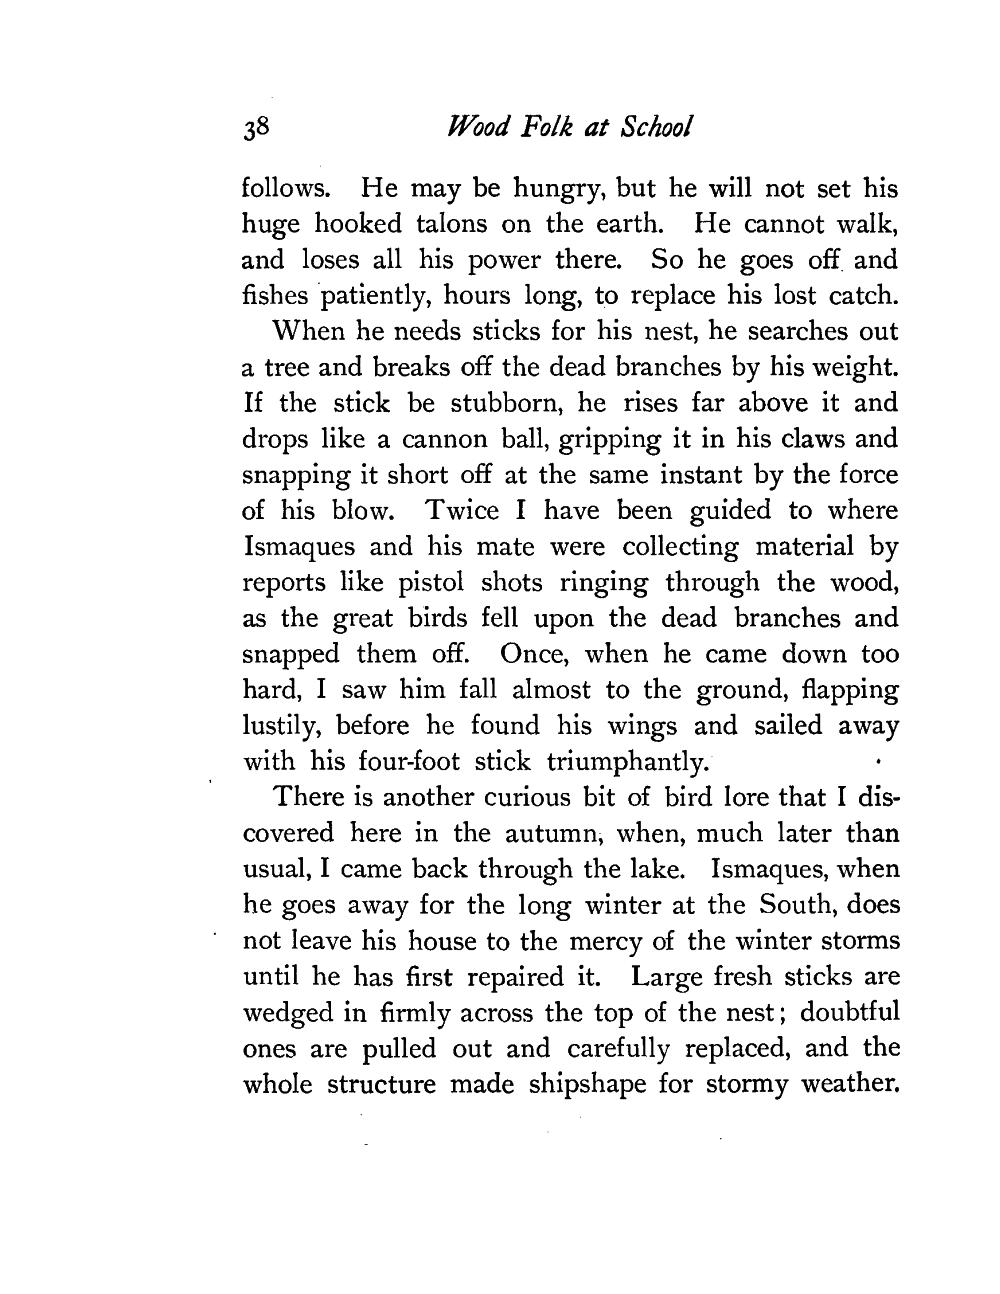 38 Wood Folk at School
follows. He may be hungry, but he will not set his
huge hooked talons on the earth. He cannot walk,
and loses all his power there. So he goes off and
fishes patiently, hours long, to replace his lost catch.
When he needs sticks for his nest, he searches out
a tree and breaks off the dead branches by his weight.
If the stick be stubborn, he rises far above it and
drops like a cannon ball, gripping it in his claws and
snapping it short off at the same instant by the force
of his blow. Twice I have been guided to where
Ismaques and his mate were collecting material by
reports like pistol shots ringing through the wood,
as the great birds fell upon the dead branches and
snapped them off. Once, when he came down too
hard, I saw him fall almost to the ground, flapping
lustily, before he found his wings and sailed away
with his four-foot stick triumphantly.
There is another curious bit of bird lore that I dis-
covered here in the autumn, when, much later than
usual, I came back through the lake. Ismaques, when
he goes away for the long winter at the South, does
not leave his house to the mercy of the winter storms
until he has first repaired it. Large fresh sticks are
wedged in firmly across the top of the nest; doubtful
ones are pulled out and carefully replaced, and the
whole structure made shipshape for stormy weather.